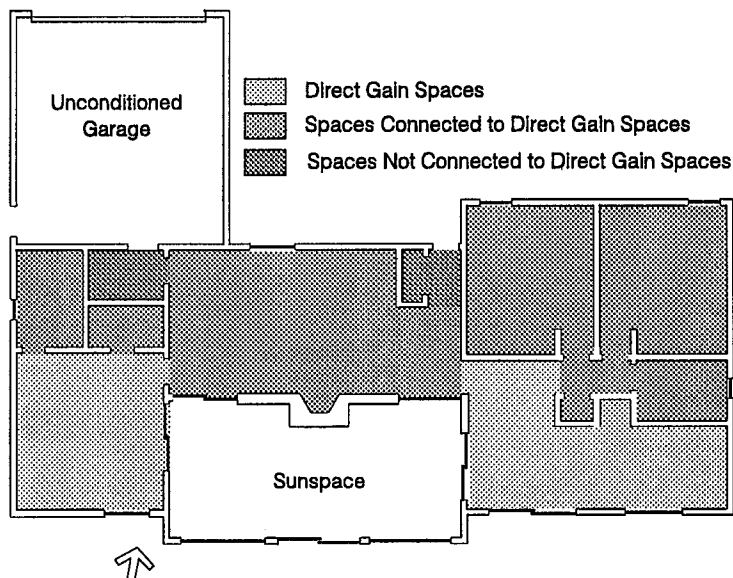 Unconditioned
Garage
Direct Gain Spaces
Spaces Connected to Direct Gain Spaces
Spaces Not Connected to Direct Gain Spaces
Sunspace